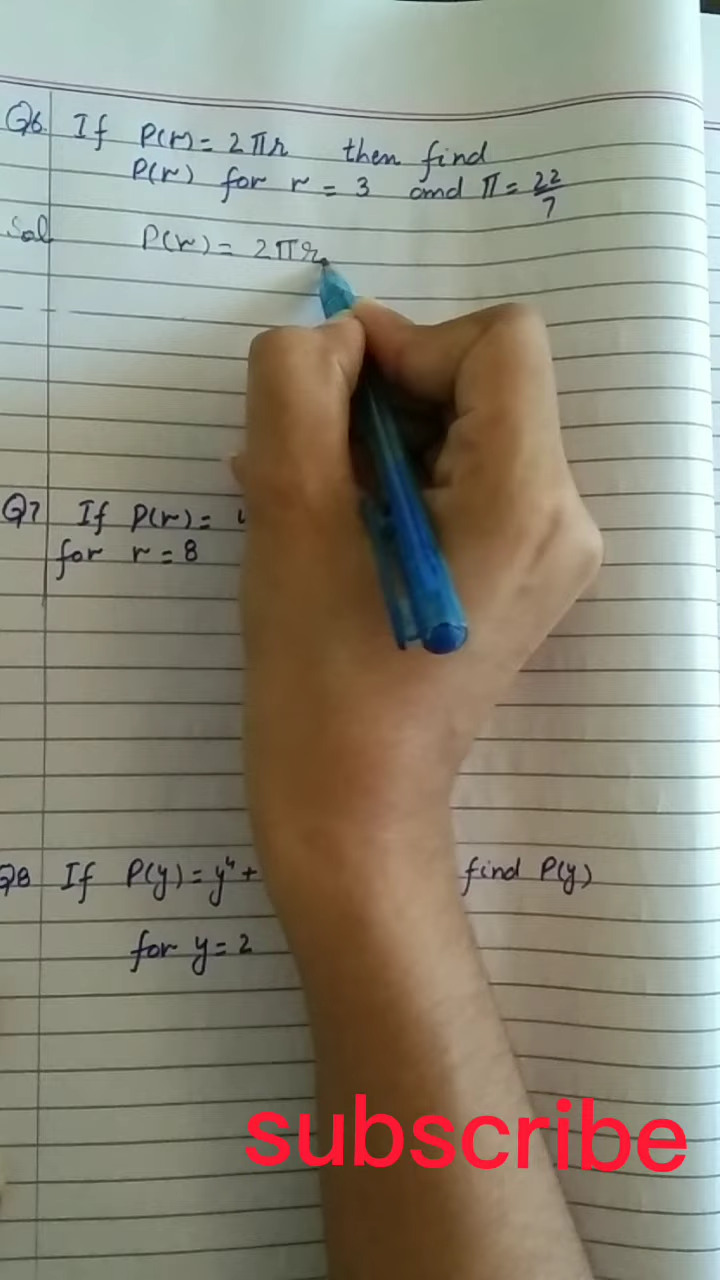 Q6. If P(r) = 2πr then find
P(r) for r = 3 and π = 22/7
Sol P(r) = 2πr
Q7 If P(r) =
for r = 8
Q8 If P(y) = y⁴ + find P(y)
for y = 2
subscribe